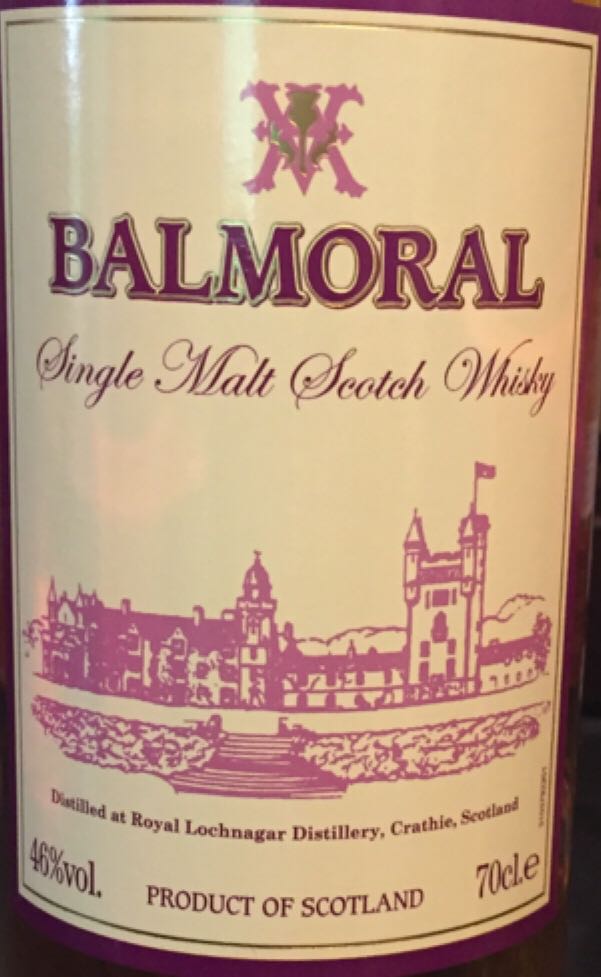 BALMORAL
Single Malt Scotch Whisky
Distilled at Royal Lochnagar Distillery, Crathie, Scotland
46%vol.
PRODUCT OF SCOTLAND
70cl.e